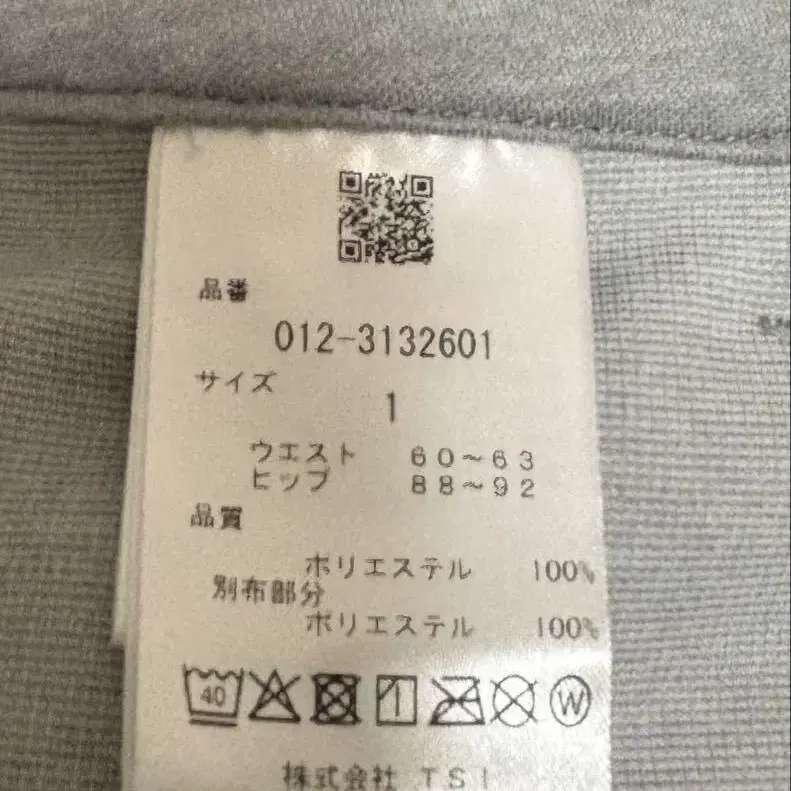 品番
012-3132601
サイズ
1
ウエスト 60~63
ヒップ 88~92
品質
ポリエステル 100%
別布部分
ポリエステル 100%
40 W
株式会社 TSI